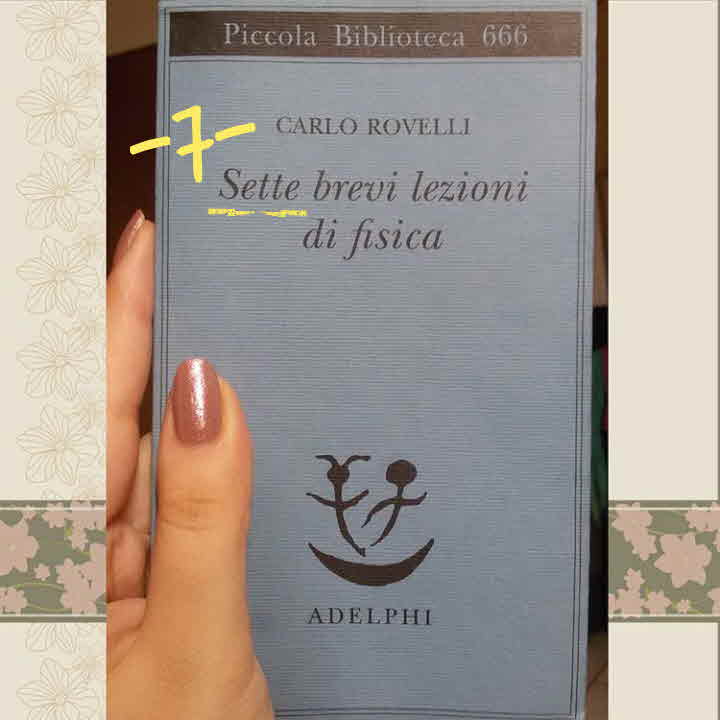 Piccola Biblioteca 666
CARLO ROVELLI
-7-
Sette brevi lezioni
di fisica
ADELPHI